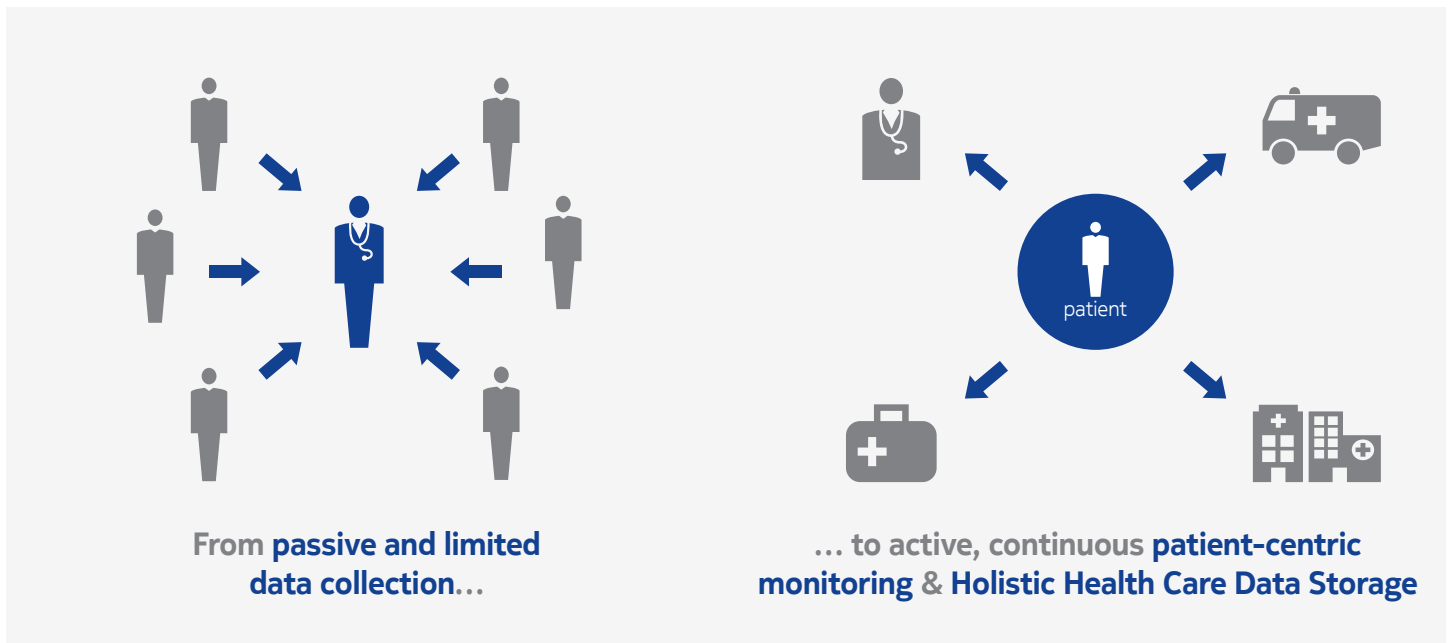 patient
From passive and limited
data collection…
… to active, continuous patient-centric
monitoring & Holistic Health Care Data Storage